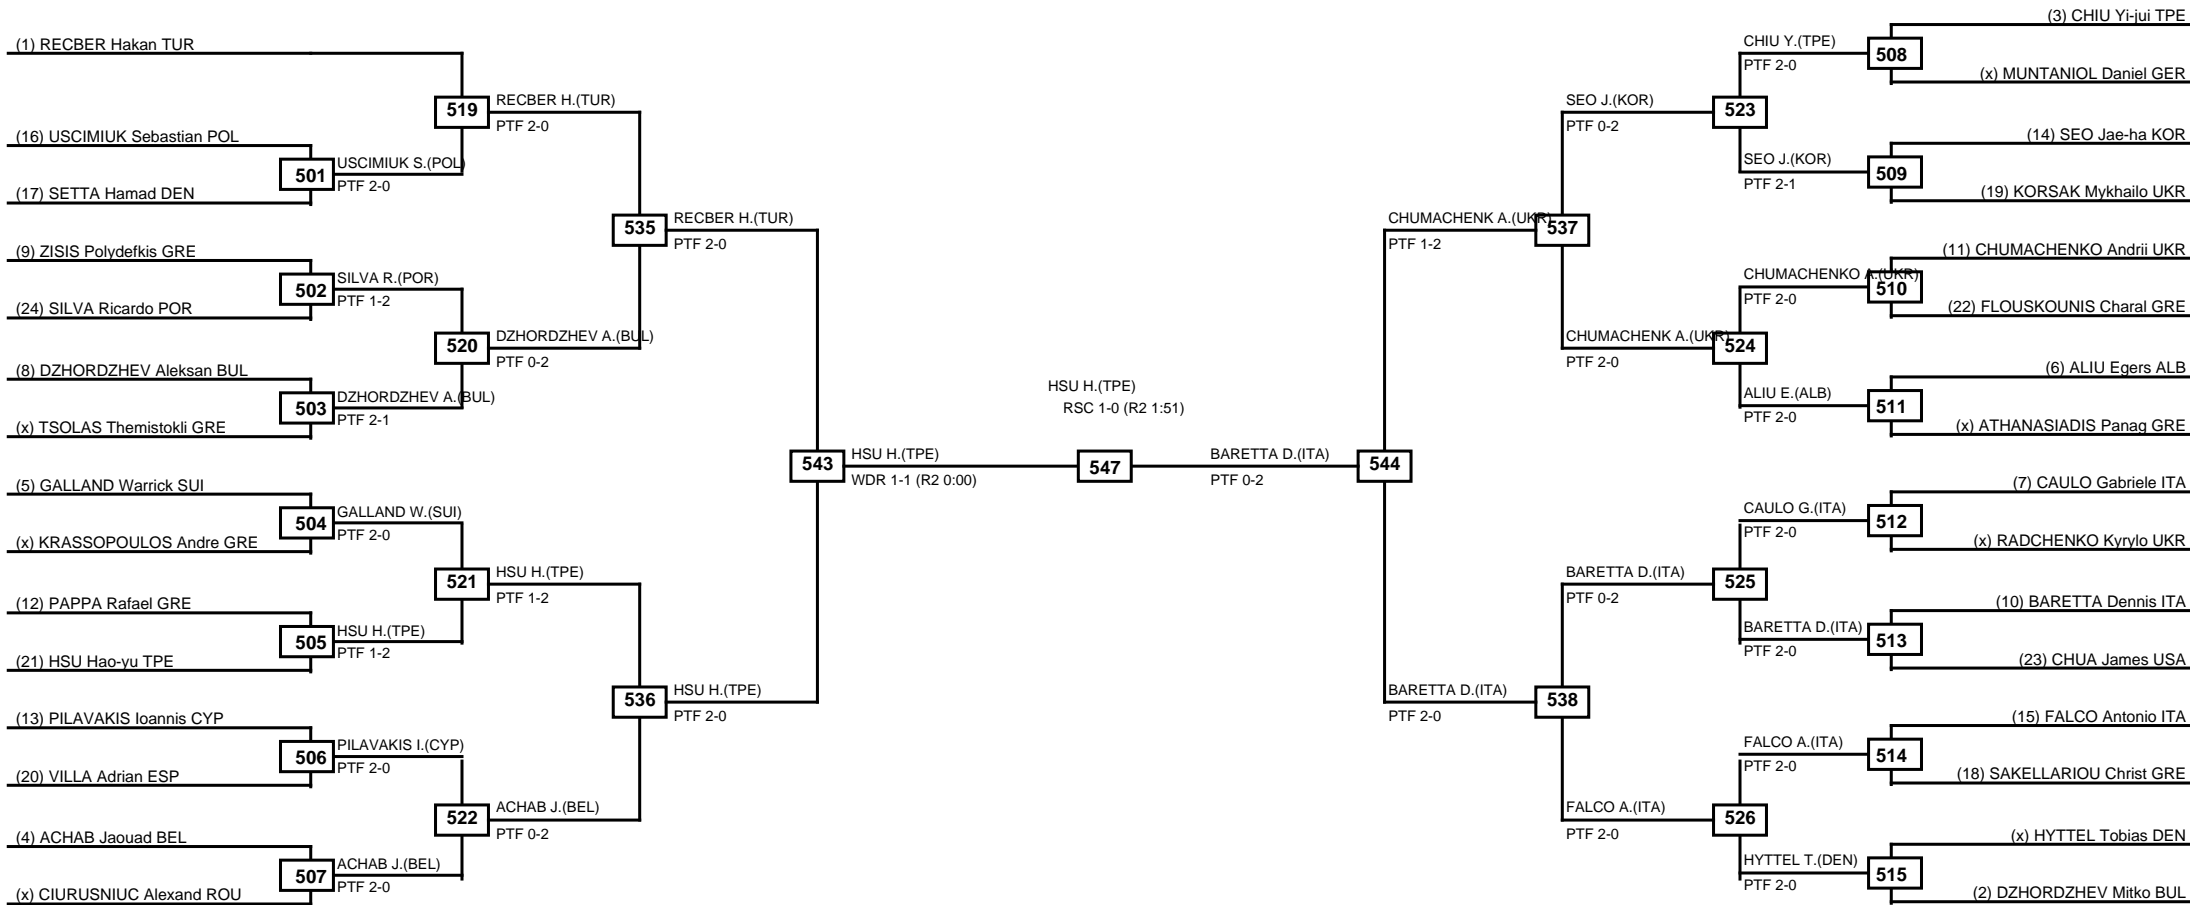 (1) RECBER Hakan TUR
(16) USCIMIUK Sebastian POL
(17) SETTA Hamad DEN
(9) ZISIS Polydefkis GRE
(24) SILVA Ricardo POR
(8) DZHORDZHEV Aleksan BUL
(x) TSOLAS Themistokli GRE
(5) GALLAND Warrick SUI
(x) KRASSOPOULOS Andre GRE
(12) PAPPA Rafael GRE
(21) HSU Hao-yu TPE
(13) PILAVAKIS Ioannis CYP
(20) VILLA Adrian ESP
(4) ACHAB Jaouad BEL
(x) CIURUSNIUC Alexand ROU
501
USCIMIUK S.(POL)
PTF 2-0
502
SILVA R.(POR)
PTF 1-2
503
DZHORDZHEV A.(BUL)
PTF 2-1
504
GALLAND W.(SUI)
PTF 2-0
505
HSU H.(TPE)
PTF 1-2
506
PILAVAKIS I.(CYP)
PTF 2-0
507
ACHAB J.(BEL)
PTF 2-0
519
RECBER H.(TUR)
PTF 2-0
520
DZHORDZHEV A.(BUL)
PTF 0-2
521
HSU H.(TPE)
PTF 1-2
522
ACHAB J.(BEL)
PTF 0-2
535
RECBER H.(TUR)
PTF 2-0
536
HSU H.(TPE)
PTF 2-0
543
HSU H.(TPE)
WDR 1-1 (R2 0:00)
HSU H.(TPE)
RSC 1-0 (R2 1:51)
547
BARETTA D.(ITA)
PTF 0-2
544
CHUMACHENK A.(UKR)
PTF 1-2
537
BARETTA D.(ITA)
PTF 2-0
538
SEO J.(KOR)
PTF 0-2
523
CHUMACHENK A.(UKR)
PTF 2-0
524
BARETTA D.(ITA)
PTF 0-2
525
FALCO A.(ITA)
PTF 2-0
526
CHIU Y.(TPE)
PTF 2-0
508
SEO J.(KOR)
PTF 2-1
509
CHUMACHENKO A.(UKR)
PTF 2-0
510
ALIU E.(ALB)
PTF 2-0
511
CAULO G.(ITA)
PTF 2-0
512
BARETTA D.(ITA)
PTF 2-0
513
FALCO A.(ITA)
PTF 2-0
514
HYTTEL T.(DEN)
PTF 2-0
515
(3) CHIU Yi-jui TPE
(x) MUNTANIOL Daniel GER
(14) SEO Jae-ha KOR
(19) KORSAK Mykhailo UKR
(11) CHUMACHENKO Andrii UKR
(22) FLOUSKOUNIS Charal GRE
(6) ALIU Egers ALB
(x) ATHANASIADIS Panag GRE
(7) CAULO Gabriele ITA
(x) RADCHENKO Kyrylo UKR
(10) BARETTA Dennis ITA
(23) CHUA James USA
(15) FALCO Antonio ITA
(18) SAKELLARIOU Christ GRE
(x) HYTTEL Tobias DEN
(2) DZHORDZHEV Mitko BUL